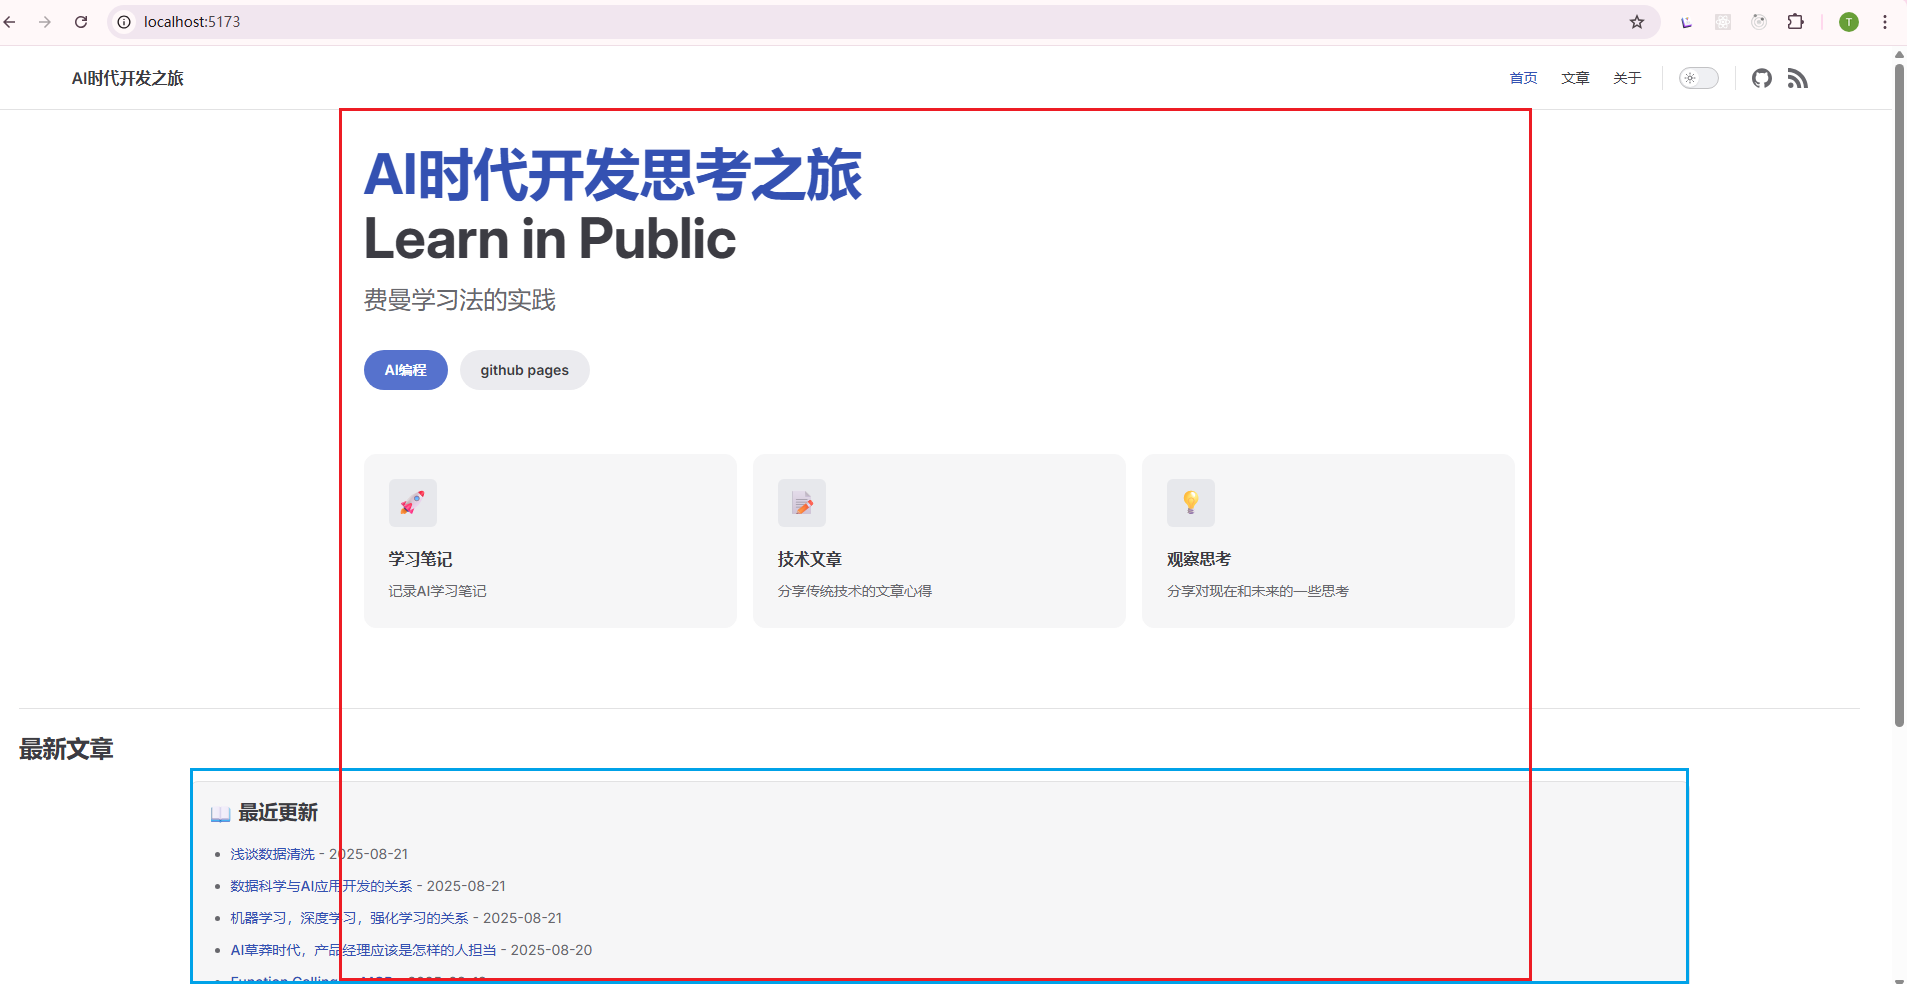 localhost:5173
T
AI时代开发之旅
首页 文章 关于
AI时代开发思考之旅
Learn in Public
费曼学习法的实践
AI编程 github pages
学习笔记
记录AI学习笔记
技术文章
分享传统技术的文章心得
观察思考
分享对现在和未来的一些思考
最新文章
📖 最近更新
浅谈数据清洗 - 2025-08-21
数据科学与AI应用开发的关系 - 2025-08-21
机器学习，深度学习，强化学习的关系 - 2025-08-21
AI草莽时代，产品经理应该是怎样的人担当 - 2025-08-20
Function Calling